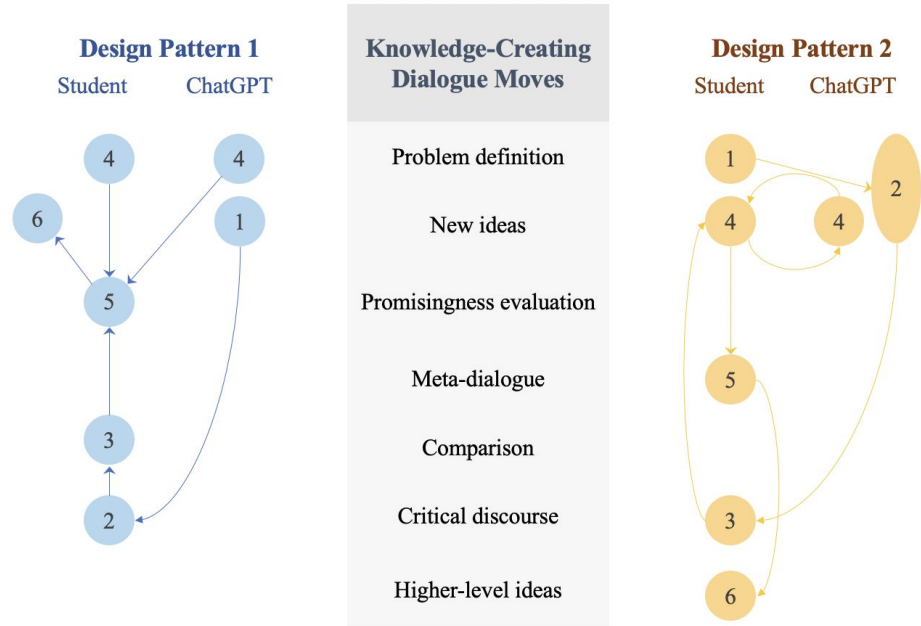 Design Pattern 1
Student ChatGPT
4 4
6 1
5
3
2
Knowledge-Creating
Dialogue Moves
Problem definition
New ideas
Promisingness evaluation
Meta-dialogue
Comparison
Critical discourse
Higher-level ideas
Design Pattern 2
Student ChatGPT
1 2
4 4
5
3
6